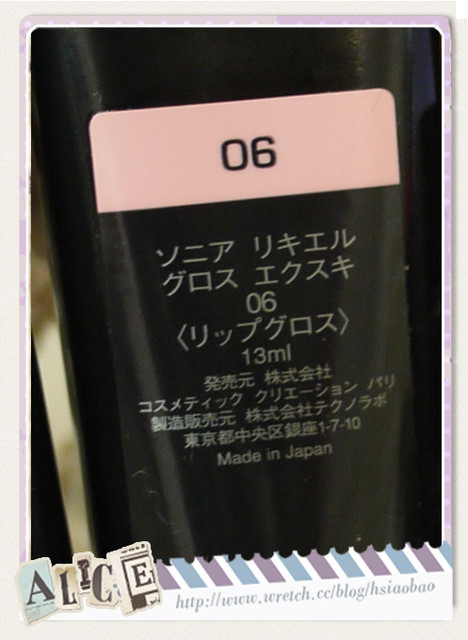 06
ソニア リキエル
グロス エクスキ
06
〈リップグロス〉
13ml
発売元 株式会社
コスメティック クリエーション パリ
製造販売元 株式会社テクノラボ
東京都中央区銀座1-7-10
Made in Japan
ALICE
http://www.wretch.cc/blog/hsiaobao